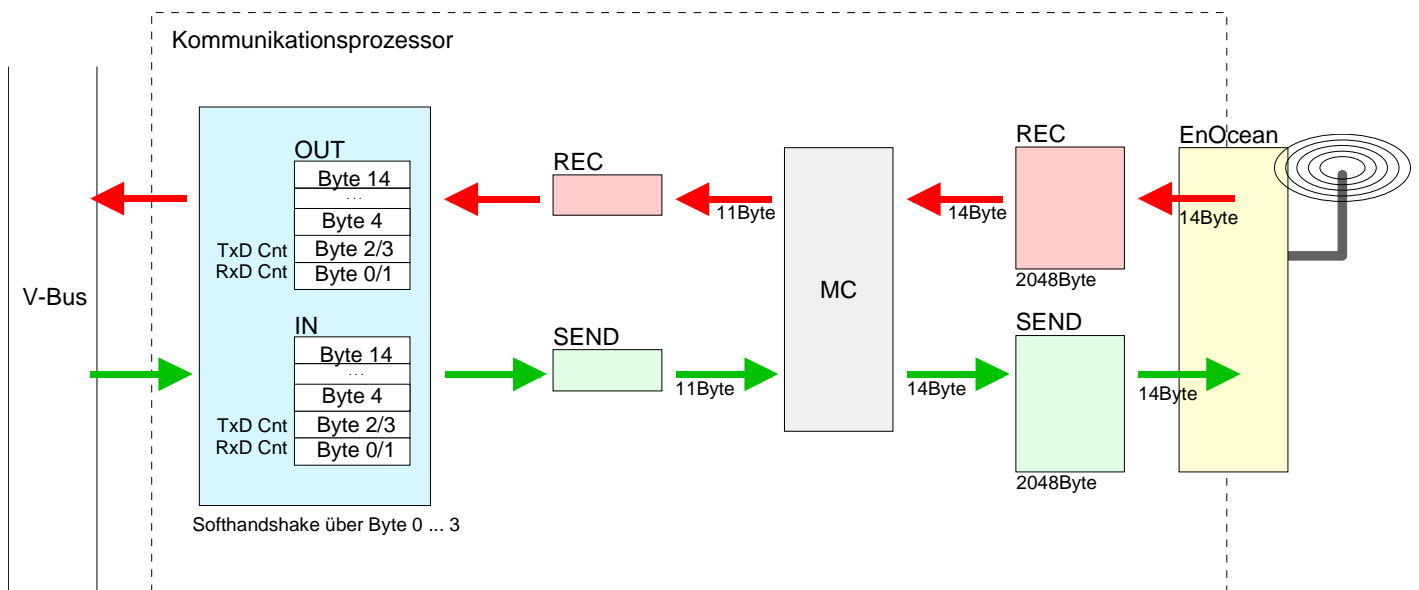 Kommunikationsprozessor
V-Bus
OUT
Byte 14
...
Byte 4
TxD Cnt Byte 2/3
RxD Cnt Byte 0/1
IN
Byte 14
...
Byte 4
TxD Cnt Byte 2/3
RxD Cnt Byte 0/1
Softhandshake über Byte 0 ... 3
REC
11Byte
SEND
11Byte
MC
14Byte
14Byte
REC
2048Byte
SEND
2048Byte
EnOcean
14Byte
14Byte